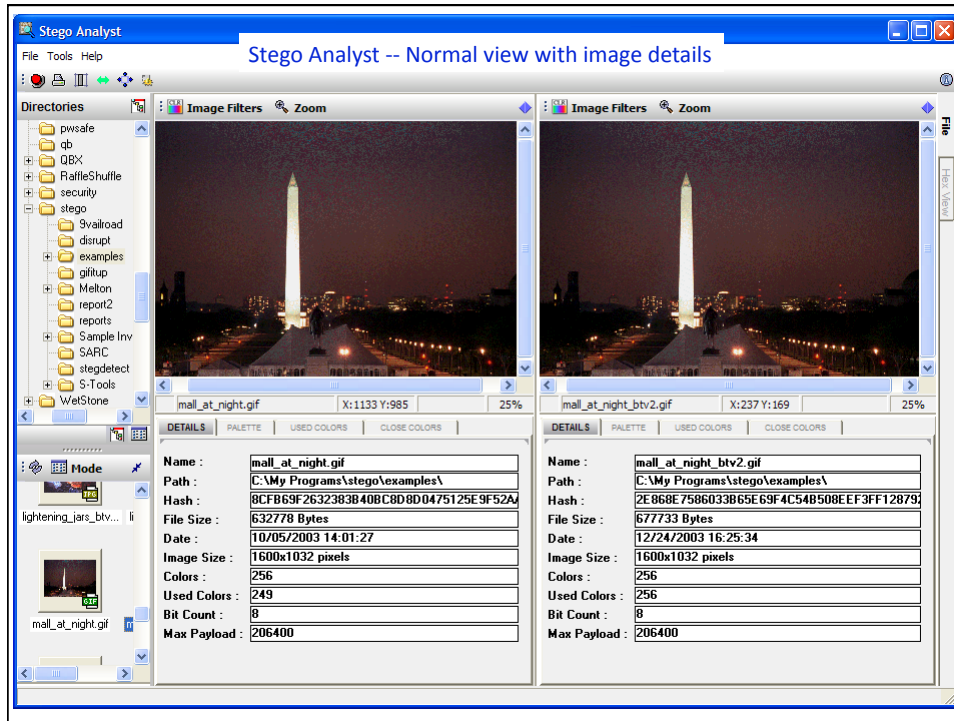 Stego Analyst
File Tools Help
Stego Analyst -- Normal view with image details
Directories
pwsafe
qb
QBX
RaffleShuffle
security
stego
9vailroad
disrupt
examples
gifitup
Melton
report2
reports
Sample Inv
SARC
stegdetect
S-Tools
WetStone
Mode
JPG
lightening_jars_btv... li
GIF
mall_at_night.gif m
Image Filters Zoom
mall_at_night.gif X:1133 Y:985 25%
DETAILS PALETTE USED COLORS CLOSE COLORS
Name : mall_at_night.gif
Path : C:\My Programs\stego\examples\
Hash : 8CFB69F2632383B40BC8D8D0475125E9F52A
File Size : 632778 Bytes
Date : 10/05/2003 14:01:27
Image Size : 1600x1032 pixels
Colors : 256
Used Colors : 249
Bit Count : 8
Max Payload : 206400
Image Filters Zoom
mall_at_night_btv2.gif X:237 Y:169 25%
DETAILS PALETTE USED COLORS CLOSE COLORS
Name : mall_at_night_btv2.gif
Path : C:\My Programs\stego\examples\
Hash : 2E868E7586033B65E69F4C54B508EEF3FF12879
File Size : 677733 Bytes
Date : 12/24/2003 16:25:34
Image Size : 1600x1032 pixels
Colors : 256
Used Colors : 256
Bit Count : 8
Max Payload : 206400
File
Hex View